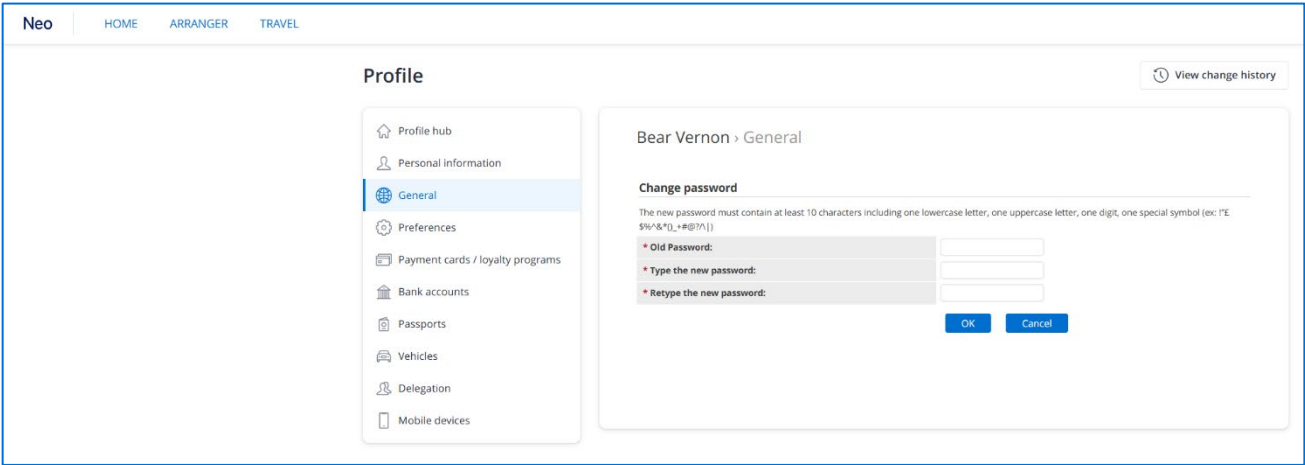 Neo HOME ARRANGER TRAVEL
Profile
View change history
Profile hub
Personal information
General
Preferences
Payment cards / loyalty programs
Bank accounts
Passports
Vehicles
Delegation
Mobile devices
Bear Vernon › General
Change password
The new password must contain at least 10 characters including one lowercase letter, one uppercase letter, one digit, one special symbol (ex: !"£
$%^&*()_+#@?/\|)
* Old Password:
* Type the new password:
* Retype the new password:
OK Cancel